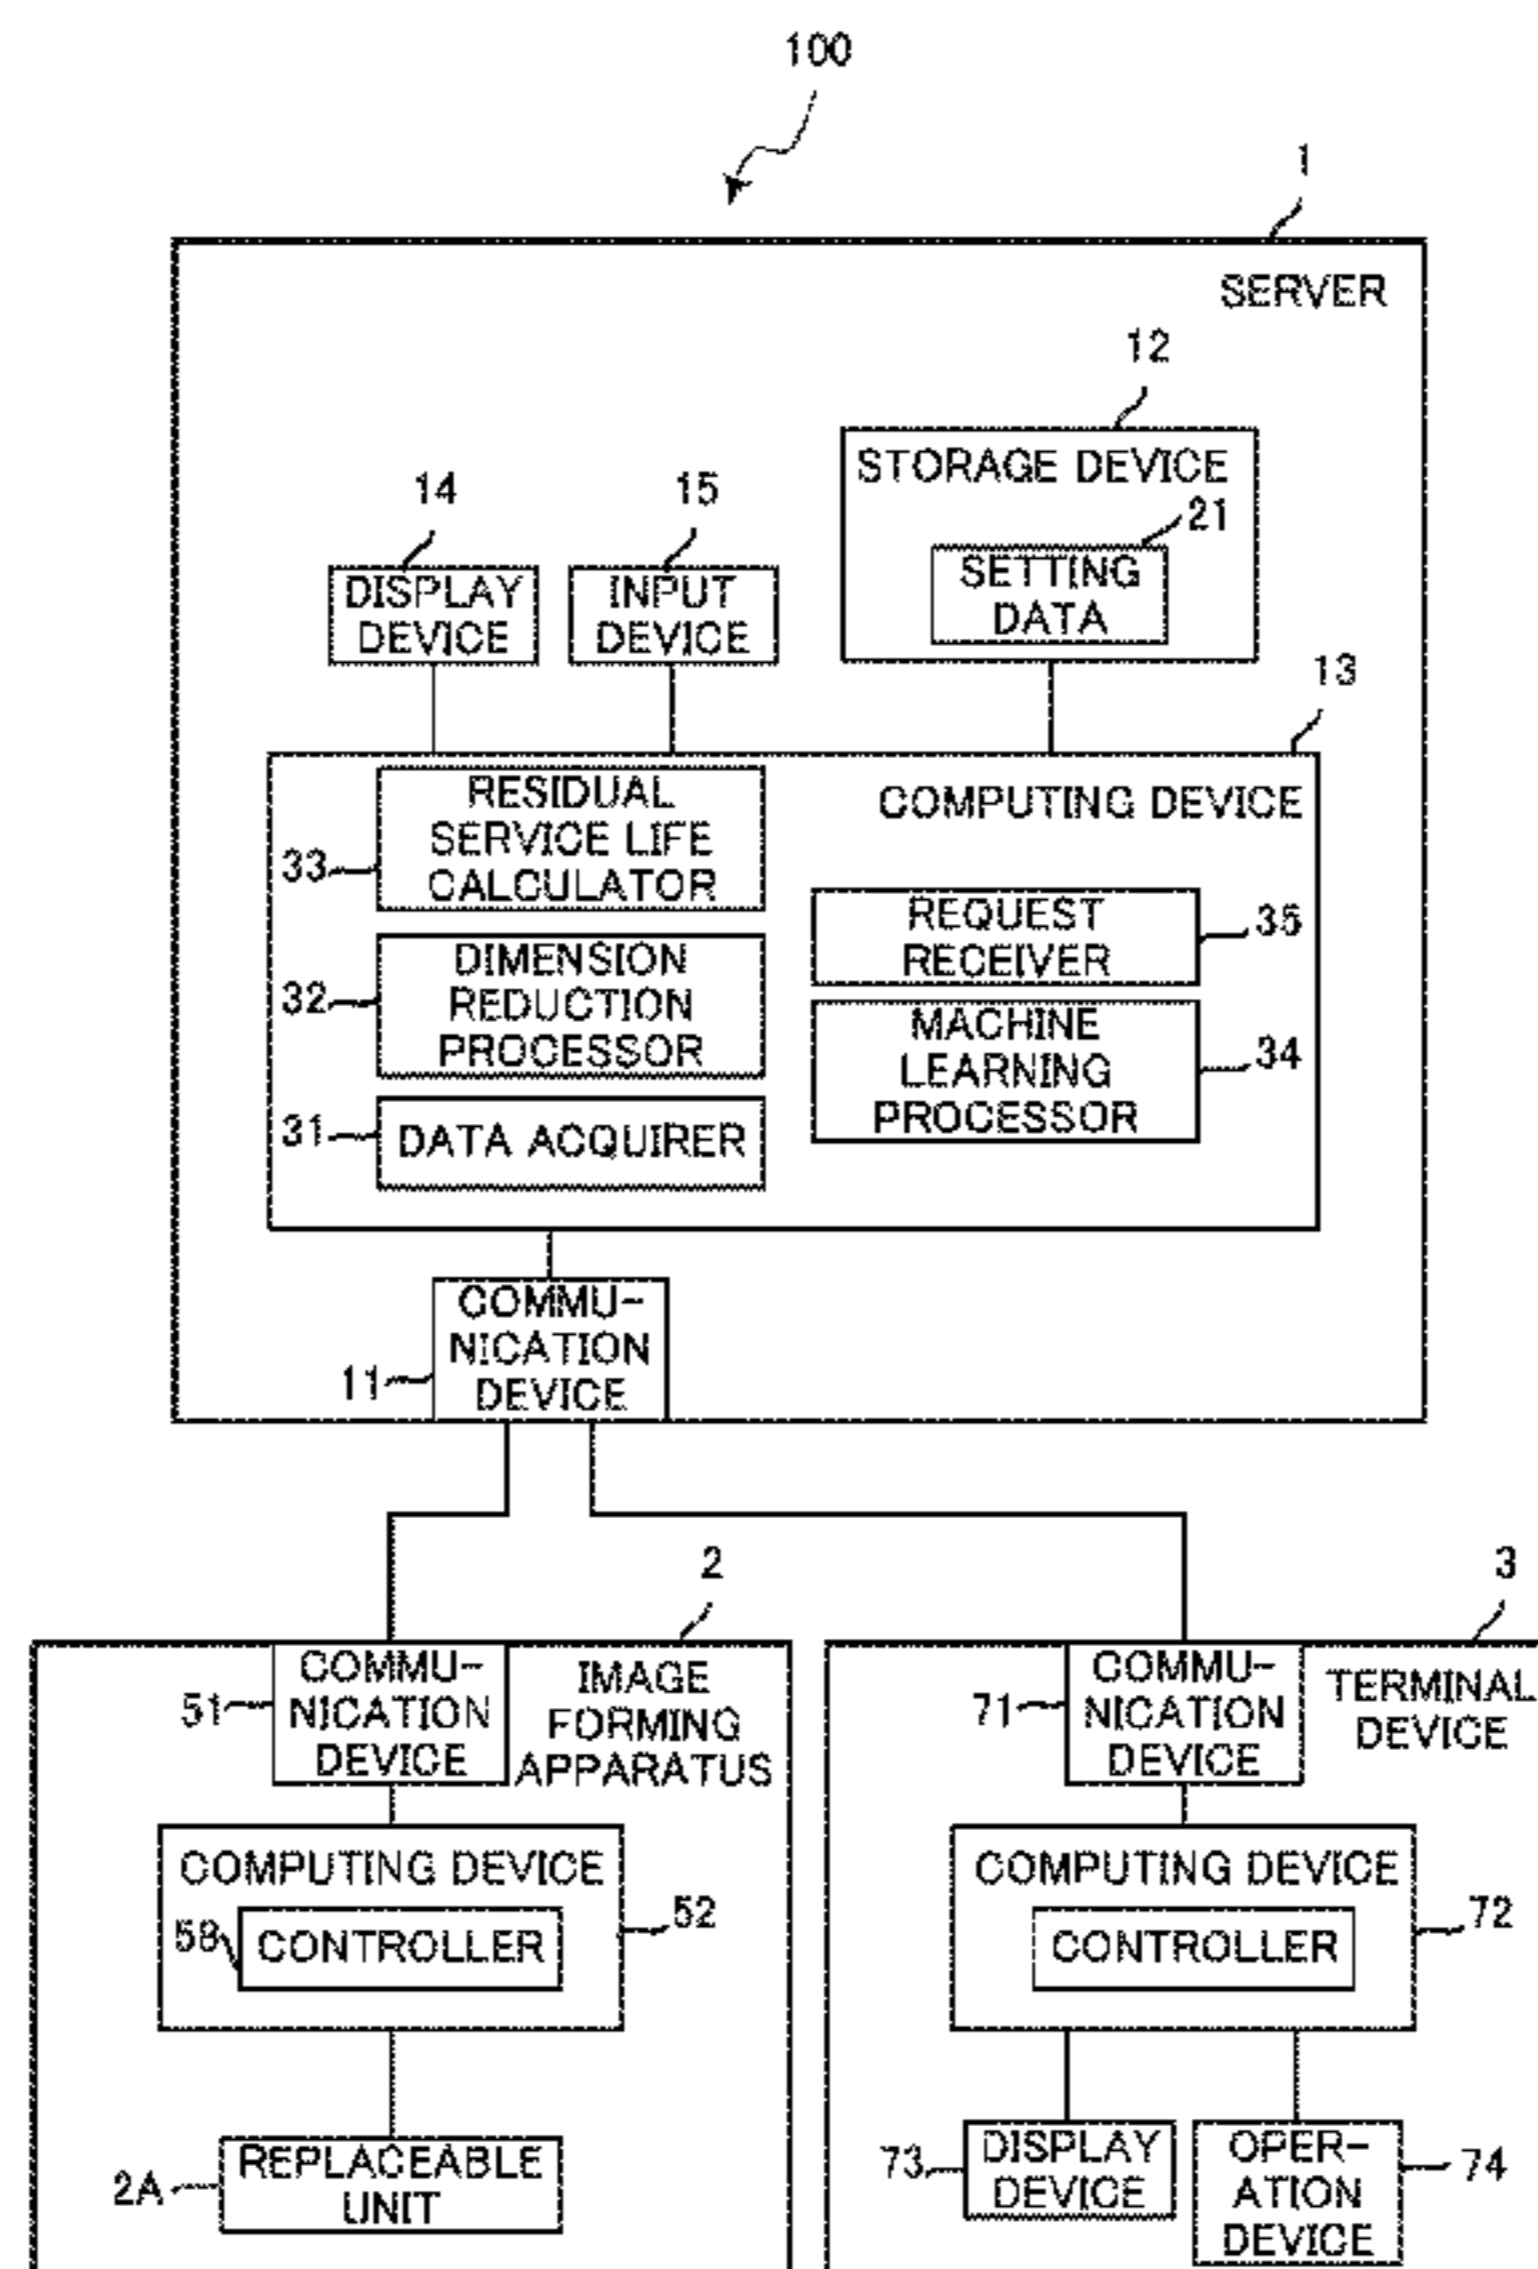 100
1
SERVER
12
STORAGE DEVICE
14
15
21
DISPLAY
DEVICE
INPUT
DEVICE
SETTING
DATA
13
COMPUTING DEVICE
RESIDUAL
SERVICE LIFE
CALCULATOR
33
REQUEST
RECEIVER
35
DIMENSION
REDUCTION
PROCESSOR
32
MACHINE
LEARNING
PROCESSOR
34
31
DATA ACQUIRER
COMMU-
NICATION
DEVICE
11
2
3
COMMU-
NICATION
DEVICE
51
IMAGE
FORMING
APPARATUS
COMMU-
NICATION
DEVICE
71
TERMINAL
DEVICE
COMPUTING DEVICE
52
58
CONTROLLER
COMPUTING DEVICE
72
CONTROLLER
2A
REPLACEABLE
UNIT
73
DISPLAY
DEVICE
OPER-
ATION
DEVICE
74